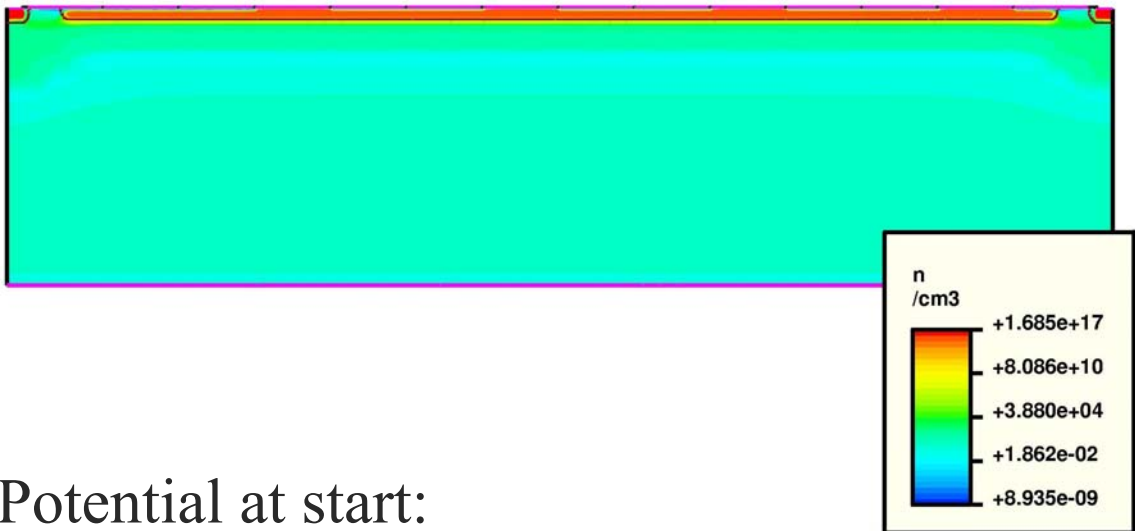 n
/cm3
+1.685e+17
+8.086e+10
+3.880e+04
+1.862e-02
+8.935e-09
Potential at start: